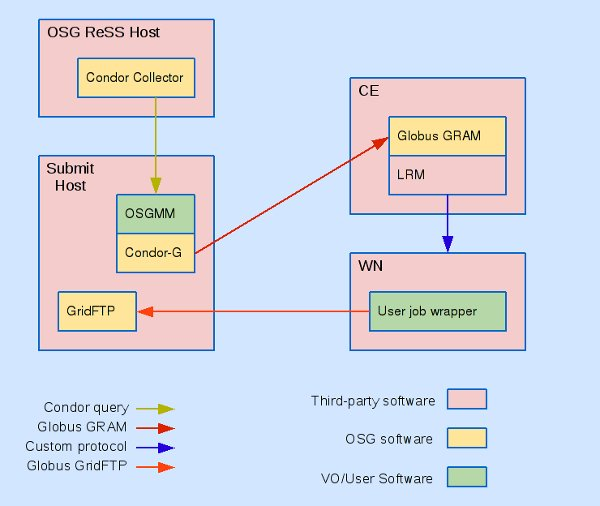 OSG ReSS Host
Condor Collector
CE
Globus GRAM
LRM
Submit
Host
OSGMM
Condor-G
GridFTP
WN
User job wrapper
Condor query
Globus GRAM
Custom protocol
Globus GridFTP
Third-party software
OSG software
VO/User Software